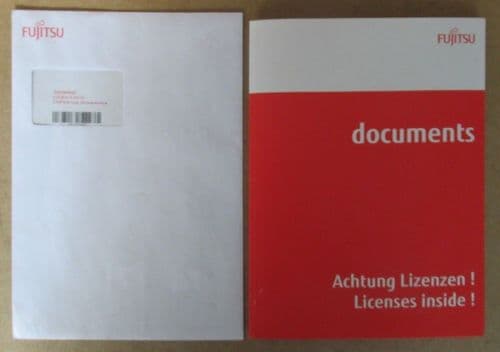 FUJITSU
FUJITSU
documents
Achtung Lizenzen !
Licenses inside !